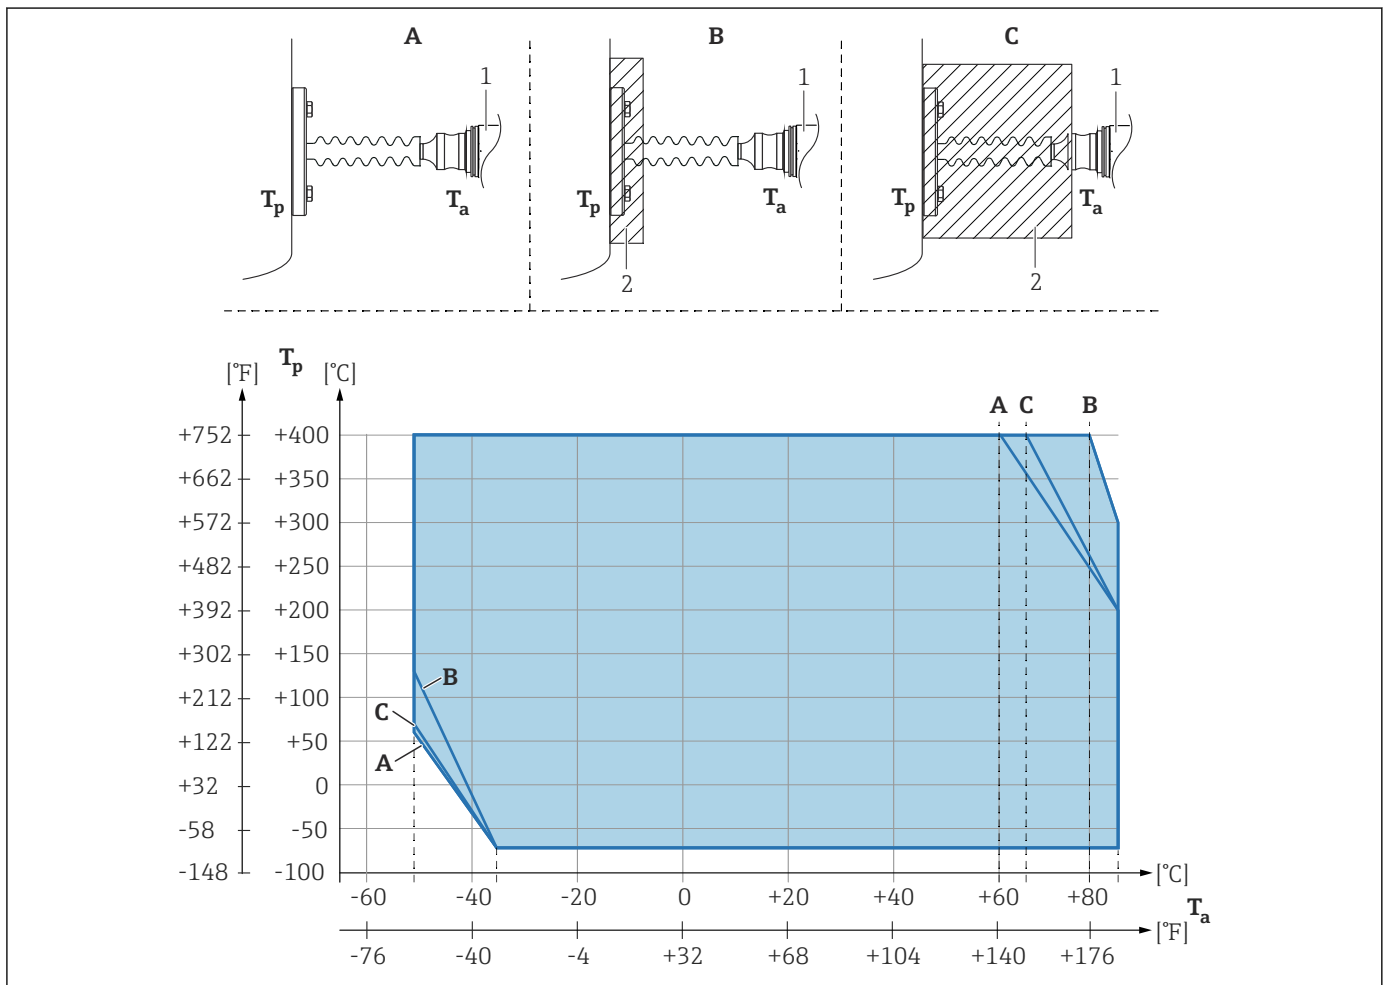 A B C
1 1 1
Tp Ta Tp Ta Tp Ta
2 2
Tp
[°F] [°C]
A C B
+752 +400
+662 +350
+572 +300
+482 +250
+392 +200
+302 +150
B
+212 +100
C
+122 +50
A
+32 0
-58 -50
-148 -100
[°C]
-60 -40 -20 0 +20 +40 +60 +80
Ta
[°F]
-76 -40 -4 +32 +68 +104 +140 +176